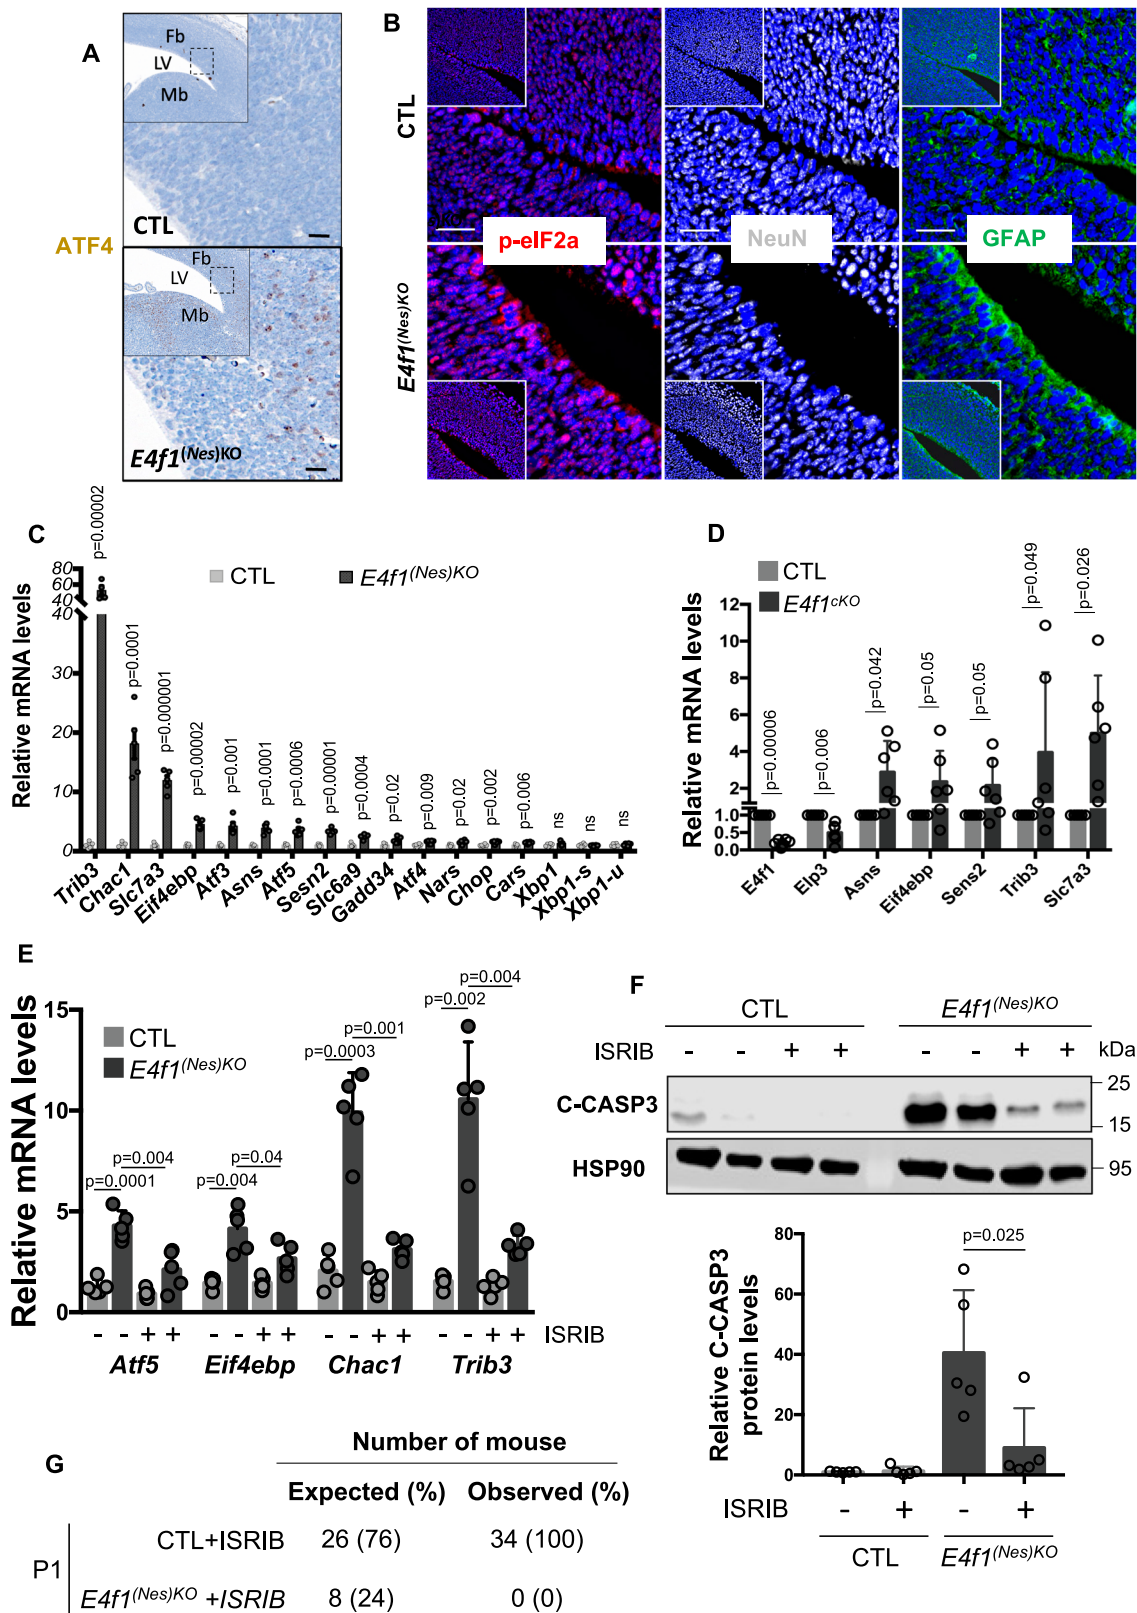 A
Fb
LV
Mb
CTL
ATF4
Fb
LV
Mb
E4f1(Nes)KO
B
CTL
E4f1(Nes)KO
p-eIF2a
NeuN
GFAP
C
CTL
E4f1(Nes)KO
Relative mRNA levels
80
60
40
40
30
20
10
0
p=0.00002
p=0.0001
p=0.000001
p=0.00002
p=0.001
p=0.0001
p=0.0006
p=0.00001
p=0.0004
p=0.02
p=0.009
p=0.02
p=0.002
p=0.006
ns
ns
ns
Trib3
Chac1
Slc7a3
Eif4ebp
Atf3
Asns
Atf5
Sesn2
Slc6a9
Gadd34
Atf4
Nars
Chop
Cars
Xbp1
Xbp1-s
Xbp1-u
D
CTL
E4f1cKO
Relative mRNA levels
12
10
8
6
4
2
1.0
0.5
0.0
p=0.00006
p=0.006
p=0.042
p=0.05
p=0.05
p=0.049
p=0.026
E4f1
Elp3
Asns
Eif4ebp
Sens2
Trib3
Slc7a3
E
CTL
E4f1(Nes)KO
Relative mRNA levels
15
10
5
0
p=0.004
p=0.0001
p=0.04
p=0.004
p=0.001
p=0.0003
p=0.004
p=0.002
- - + + - - + + - - + + - - + + ISRIB
Atf5 Eif4ebp Chac1 Trib3
F
CTL E4f1(Nes)KO
ISRIB - - + + - - + + kDa
C-CASP3
25
15
HSP90
95
Relative C-CASP3
protein levels
80
60
40
20
0
p=0.025
ISRIB - + - +
CTL E4f1(Nes)KO
G
Number of mouse
Expected (%) Observed (%)
P1
CTL+ISRIB 26 (76) 34 (100)
E4f1(Nes)KO +ISRIB 8 (24) 0 (0)